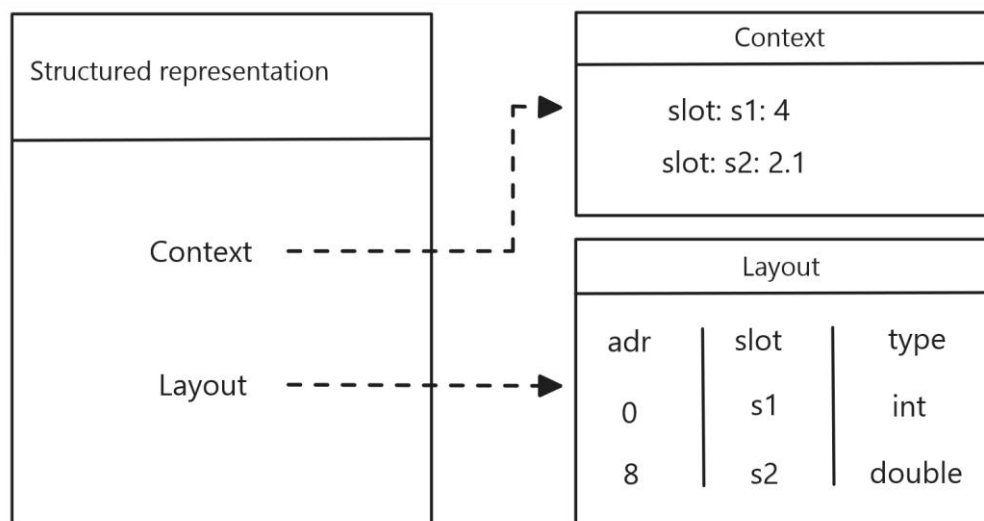 Structured representation
Context
Layout
Context
slot: s1: 4
slot: s2: 2.1
Layout
adr slot type
0 s1 int
8 s2 double